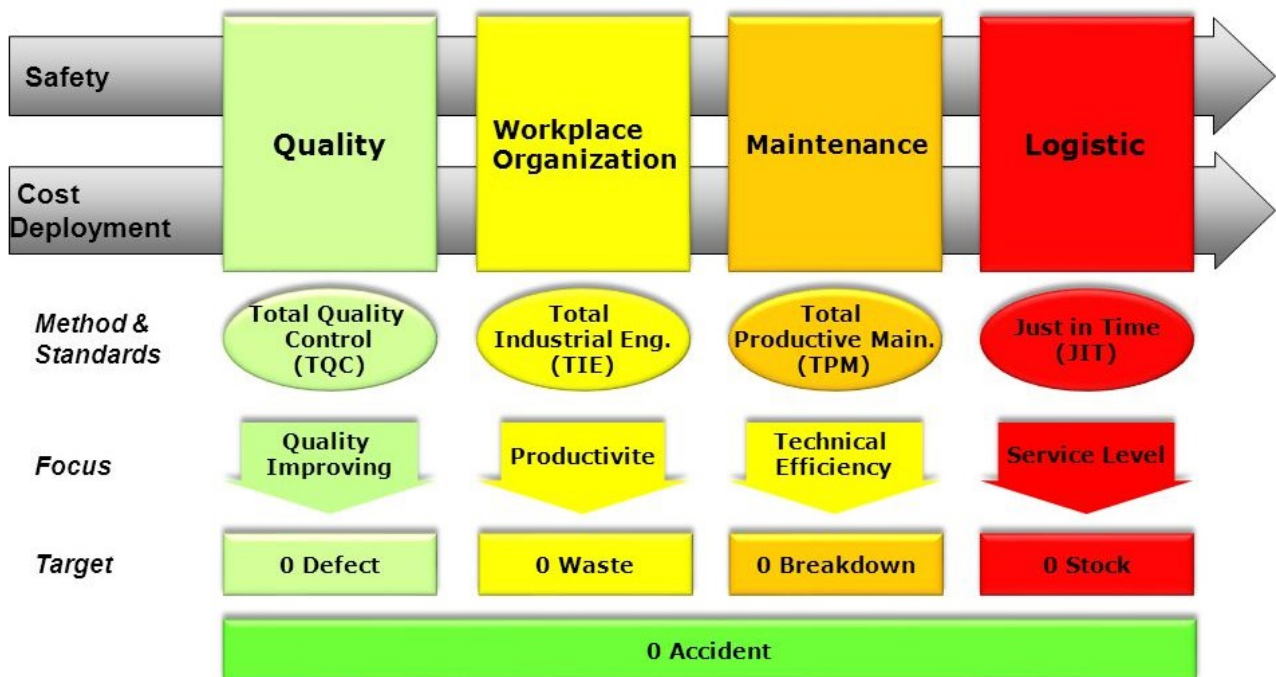 Safety
Cost
Deployment
Quality
Workplace
Organization
Maintenance
Logistic
Method &
Standards
Total Quality
Control
(TQC)
Total
Industrial Eng.
(TIE)
Total
Productive Main.
(TPM)
Just in Time
(JIT)
Focus
Quality
Improving
Productivite
Technical
Efficiency
Service Level
Target
0 Defect
0 Waste
0 Breakdown
0 Stock
0 Accident